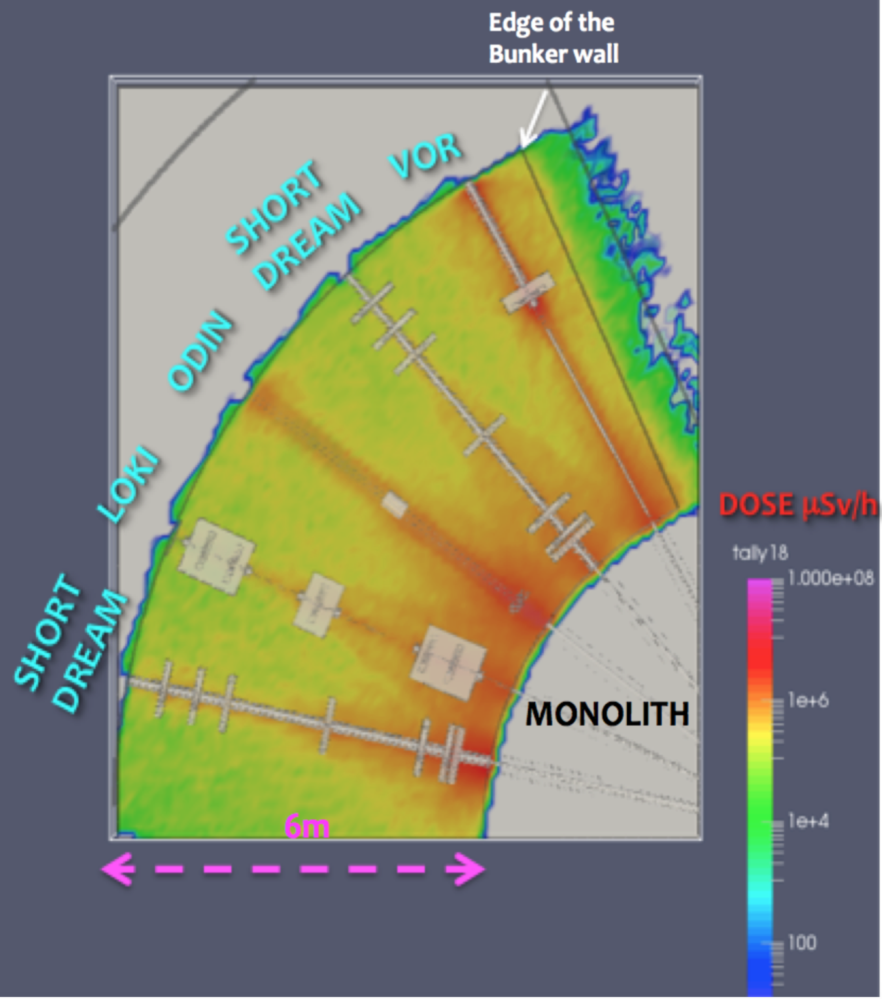 Edge of the
Bunker wall
VOR
SHORT
DREAM
ODIN
LOKI
SHORT
DREAM
MONOLITH
6m
DOSE µSv/h
tally18
1.000e+08
1e+6
1e+4
100